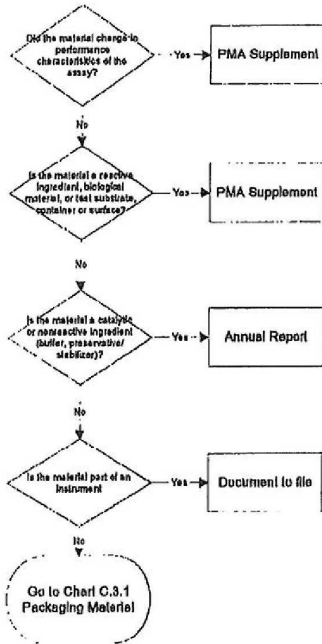 Did the material change in
performance
characteristics of the
assay?
Yes
PMA Supplement
No
Is the material a reactive
ingredient, biological
material, or test substrate,
container or surface?
Yes
PMA Supplement
No
Is the material a catalytic
or nonreactive ingredient
(buffer, preservative/
stabilizer)?
Yes
Annual Report
No
Is the material part of an
instrument
Yes
Document to file
No
Go to Chart C.3.1
Packaging Material